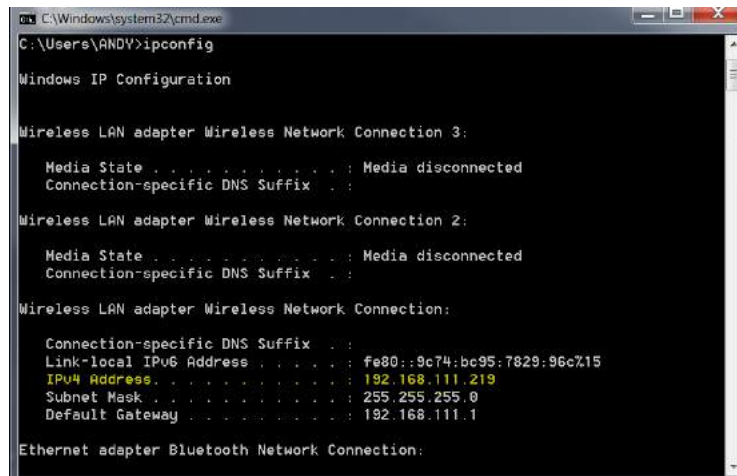 C:\Windows\system32\cmd.exe
C:\Users\ANDY>ipconfig
Windows IP Configuration
Wireless LAN adapter Wireless Network Connection 3:
Media State . . . . . . . . . . . : Media disconnected
Connection-specific DNS Suffix . :
Wireless LAN adapter Wireless Network Connection 2:
Media State . . . . . . . . . . . : Media disconnected
Connection-specific DNS Suffix . :
Wireless LAN adapter Wireless Network Connection:
Connection-specific DNS Suffix . :
Link-local IPv6 Address . . . . . : fe80::9c74:bc95:7829:96c%15
IPv4 Address. . . . . . . . . . . : 192.168.111.219
Subnet Mask . . . . . . . . . . . : 255.255.255.0
Default Gateway . . . . . . . . . : 192.168.111.1
Ethernet adapter Bluetooth Network Connection: